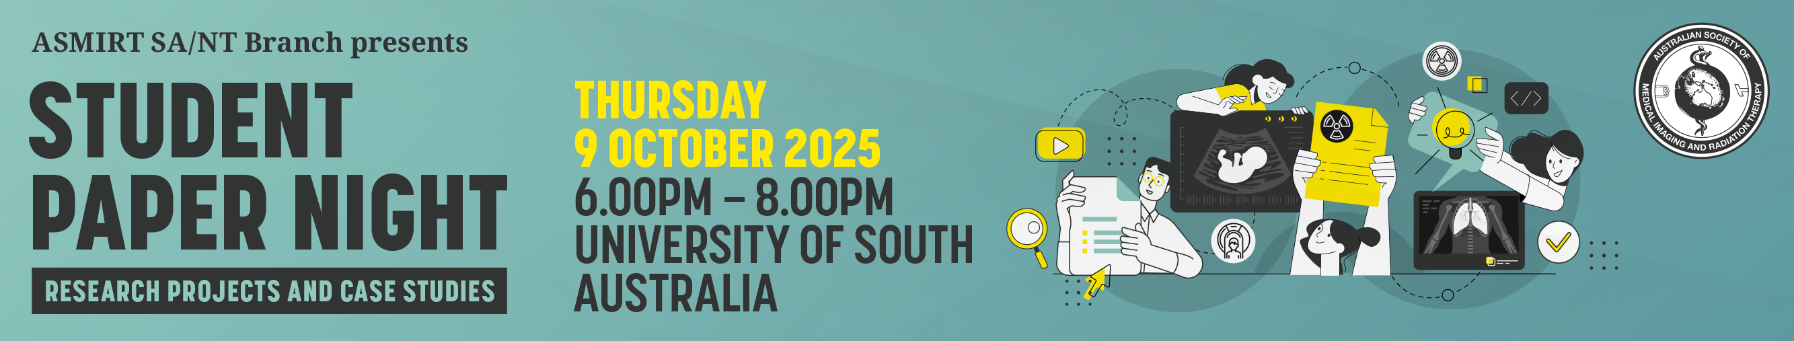 ASMIRT SA/NT Branch presents
STUDENT
PAPER NIGHT
RESEARCH PROJECTS AND CASE STUDIES
THURSDAY
9 OCTOBER 2025
6.00PM – 8.00PM
UNIVERSITY OF SOUTH
AUSTRALIA
</>
AUSTRALIAN SOCIETY OF
MEDICAL IMAGING AND RADIATION THERAPY